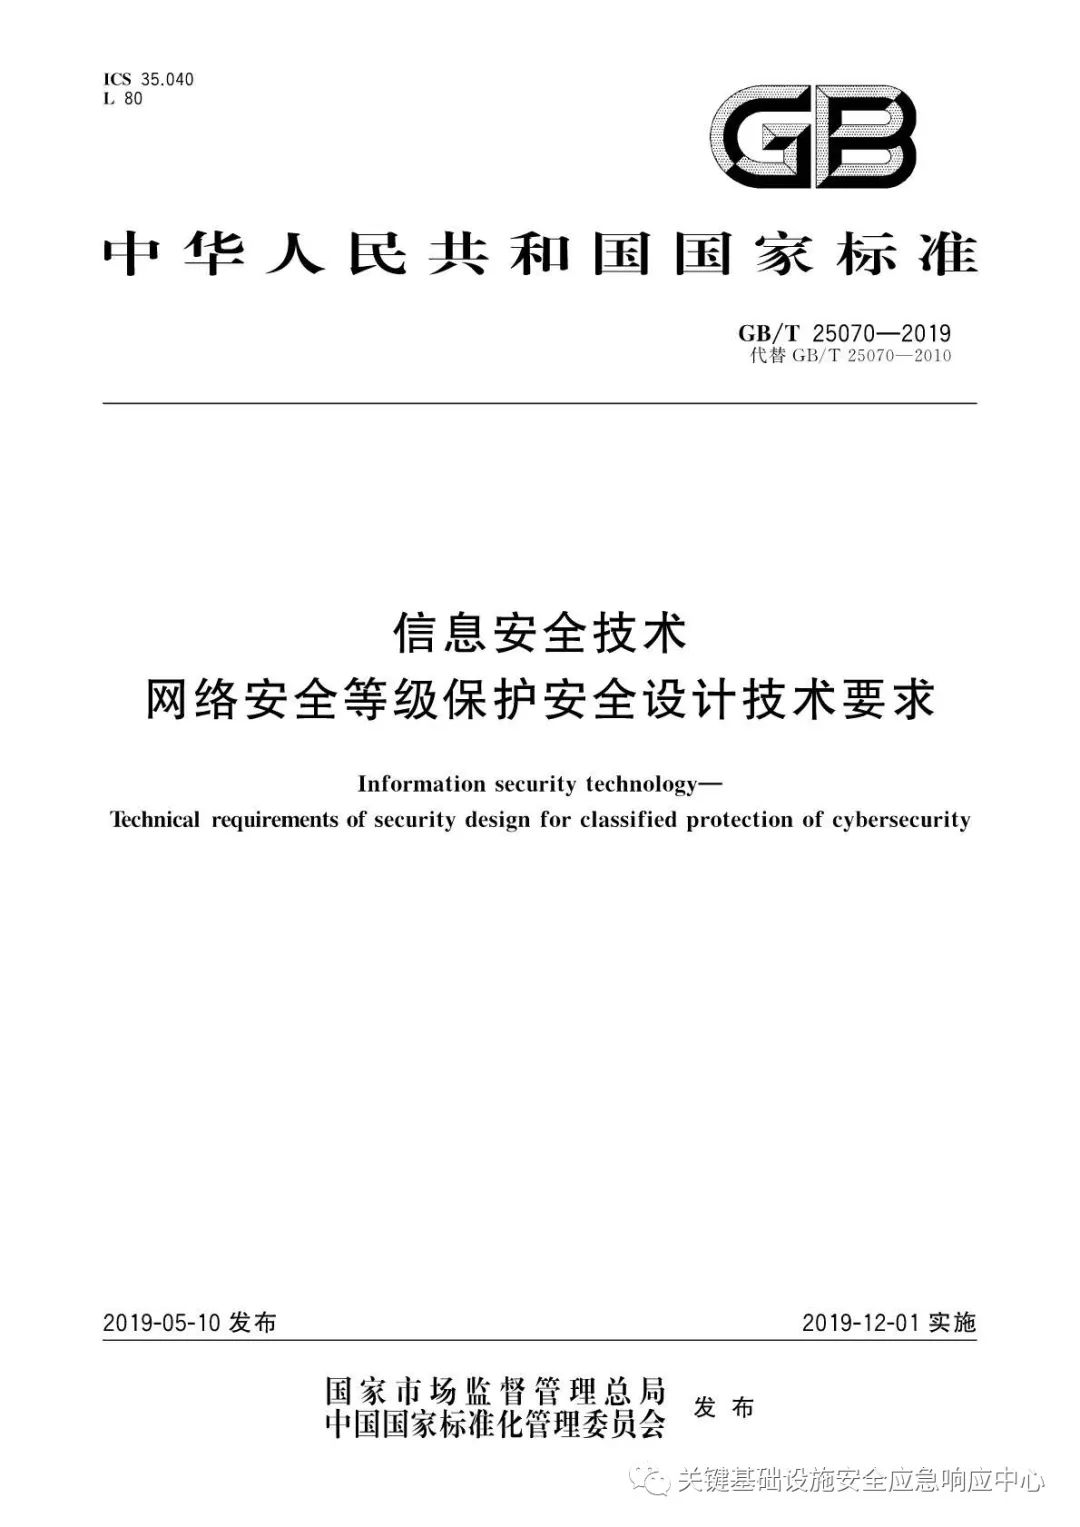 ICS 35.040
L 80
GB
中华人民共和国国家标准
GB/T 25070—2019
代替 GB/T 25070—2010
信息安全技术
网络安全等级保护安全设计技术要求
Information security technology—
Technical requirements of security design for classified protection of cybersecurity
2019-05-10 发布
2019-12-01 实施
国家市场监督管理总局
中国国家标准化管理委员会
发布
关键基础设施安全应急响应中心